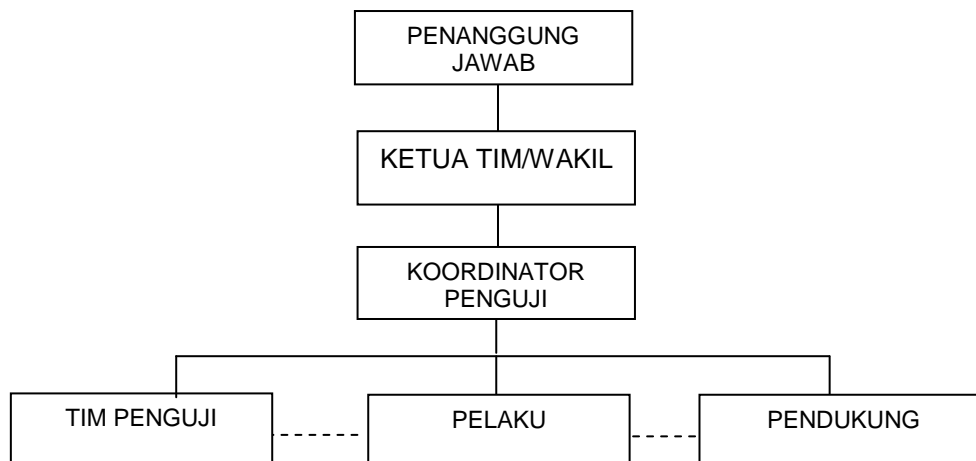 PENANGGUNG
JAWAB
KETUA TIM/WAKIL
KOORDINATOR
PENGUJI
TIM PENGUJI
PELAKU
PENDUKUNG